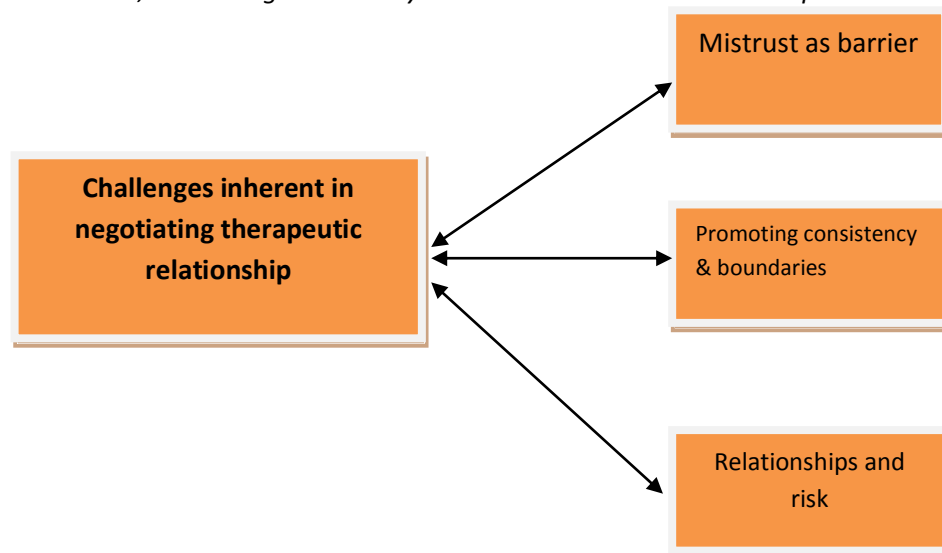 Mistrust as barrier
Challenges inherent in
negotiating therapeutic
relationship
Promoting consistency
& boundaries
Relationships and
risk